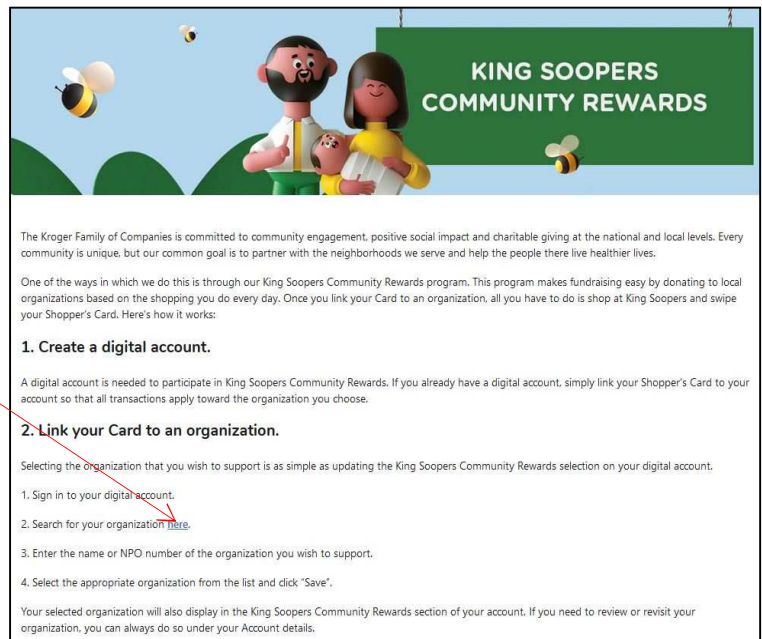 KING SOOPERS
COMMUNITY REWARDS
The Kroger Family of Companies is committed to community engagement, positive social impact and charitable giving at the national and local levels. Every
community is unique, but our common goal is to partner with the neighborhoods we serve and help the people there live healthier lives.
One of the ways in which we do this is through our King Soopers Community Rewards program. This program makes fundraising easy by donating to local
organizations based on the shopping you do every day. Once you link your Card to an organization, all you have to do is shop at King Soopers and swipe
your Shopper's Card. Here's how it works:
1. Create a digital account.
A digital account is needed to participate in King Soopers Community Rewards. If you already have a digital account, simply link your Shopper's Card to your
account so that all transactions apply toward the organization you choose.
2. Link your Card to an organization.
Selecting the organization that you wish to support is as simple as updating the King Soopers Community Rewards selection on your digital account.
1. Sign in to your digital account.
2. Search for your organization here.
3. Enter the name or NPO number of the organization you wish to support.
4. Select the appropriate organization from the list and click "Save".
Your selected organization will also display in the King Soopers Community Rewards section of your account. If you need to review or revisit your
organization, you can always do so under your Account details.